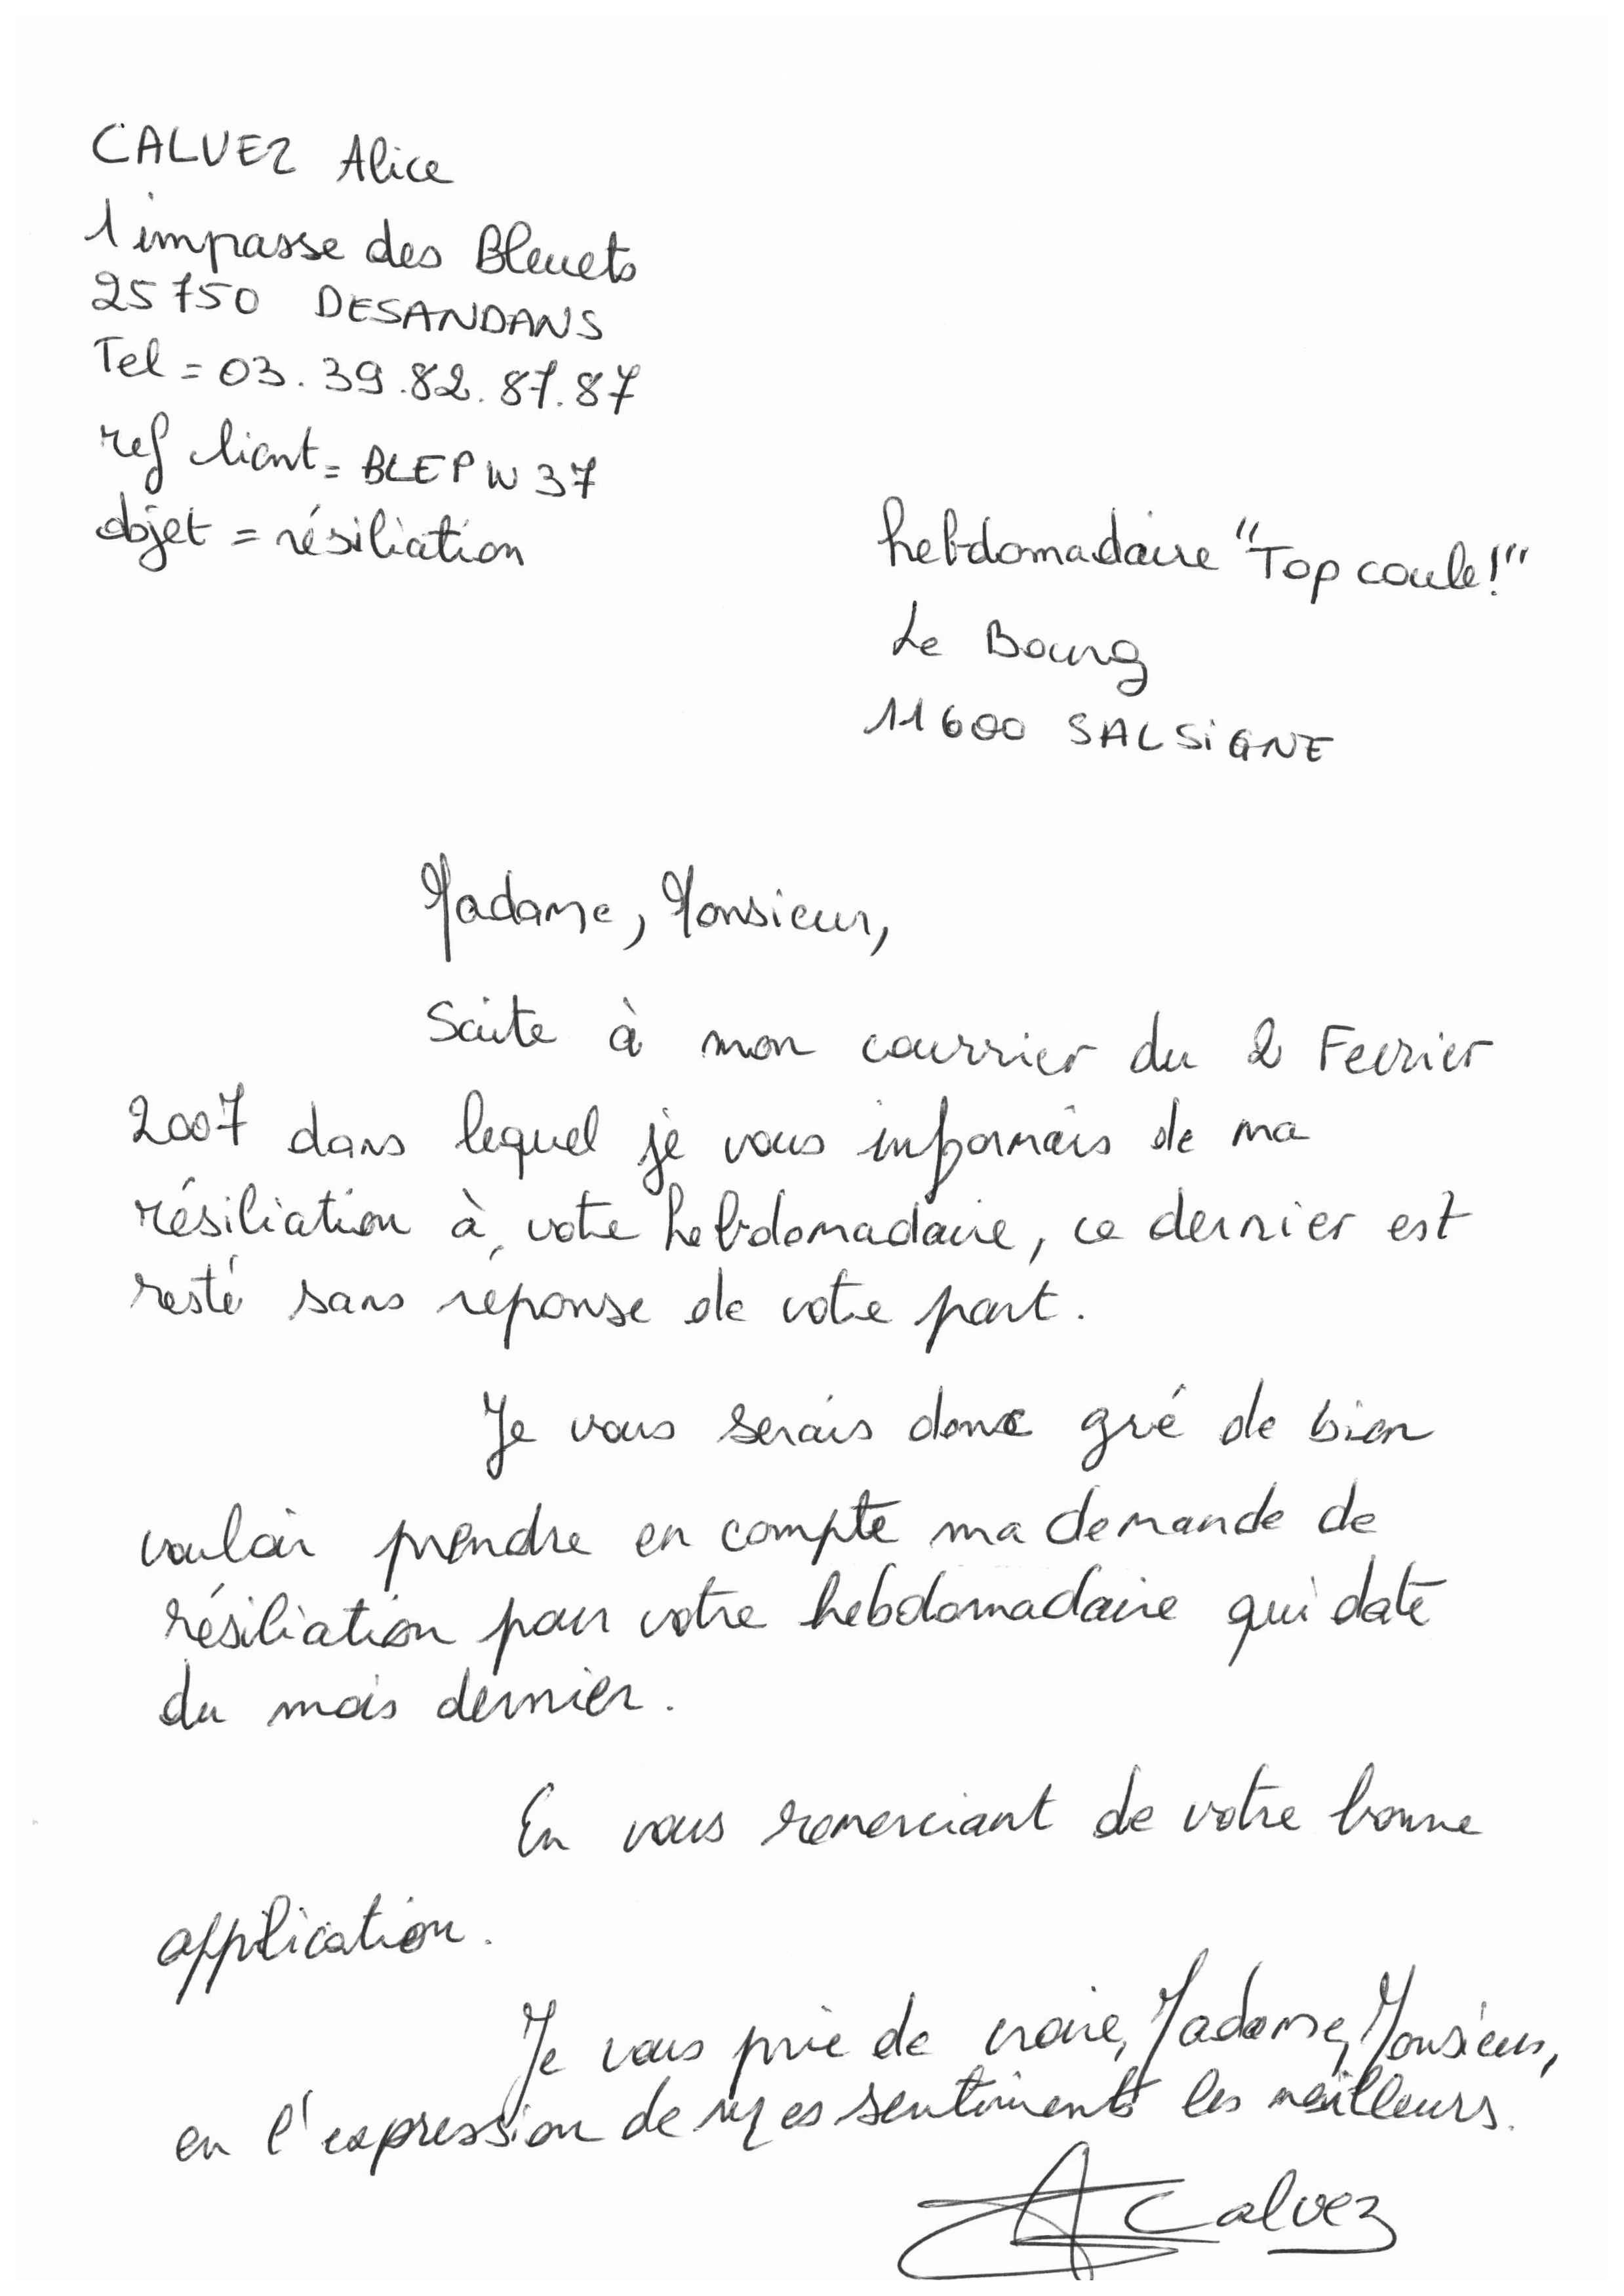 CALVEZ Alice
1 impasse des Bleuets
25750 DESANDANS
Tel = 03.39.82.87.87
ref client = BLEPW37
objet = résiliation
hebdomadaire "Top coule!"
Le Bourg
11600 SALSiGNE
Madame, Monsieur,
Suite à mon courrier du 2 Fevrier
2007 dans lequel je vous informais de ma
résiliation à votre hebdomadaire, ce dernier est
resté sans réponse de votre part.
Je vous serais donc gré de bien
vouloir prendre en compte ma demande de
résiliation pour votre hebdomadaire qui date
du mois dernier.
En vous remerciant de votre bonne
application.
Je vous prie de croire, Madame, Monsieur,
en l'expression de mes sentiments les meilleurs.
A Calvez